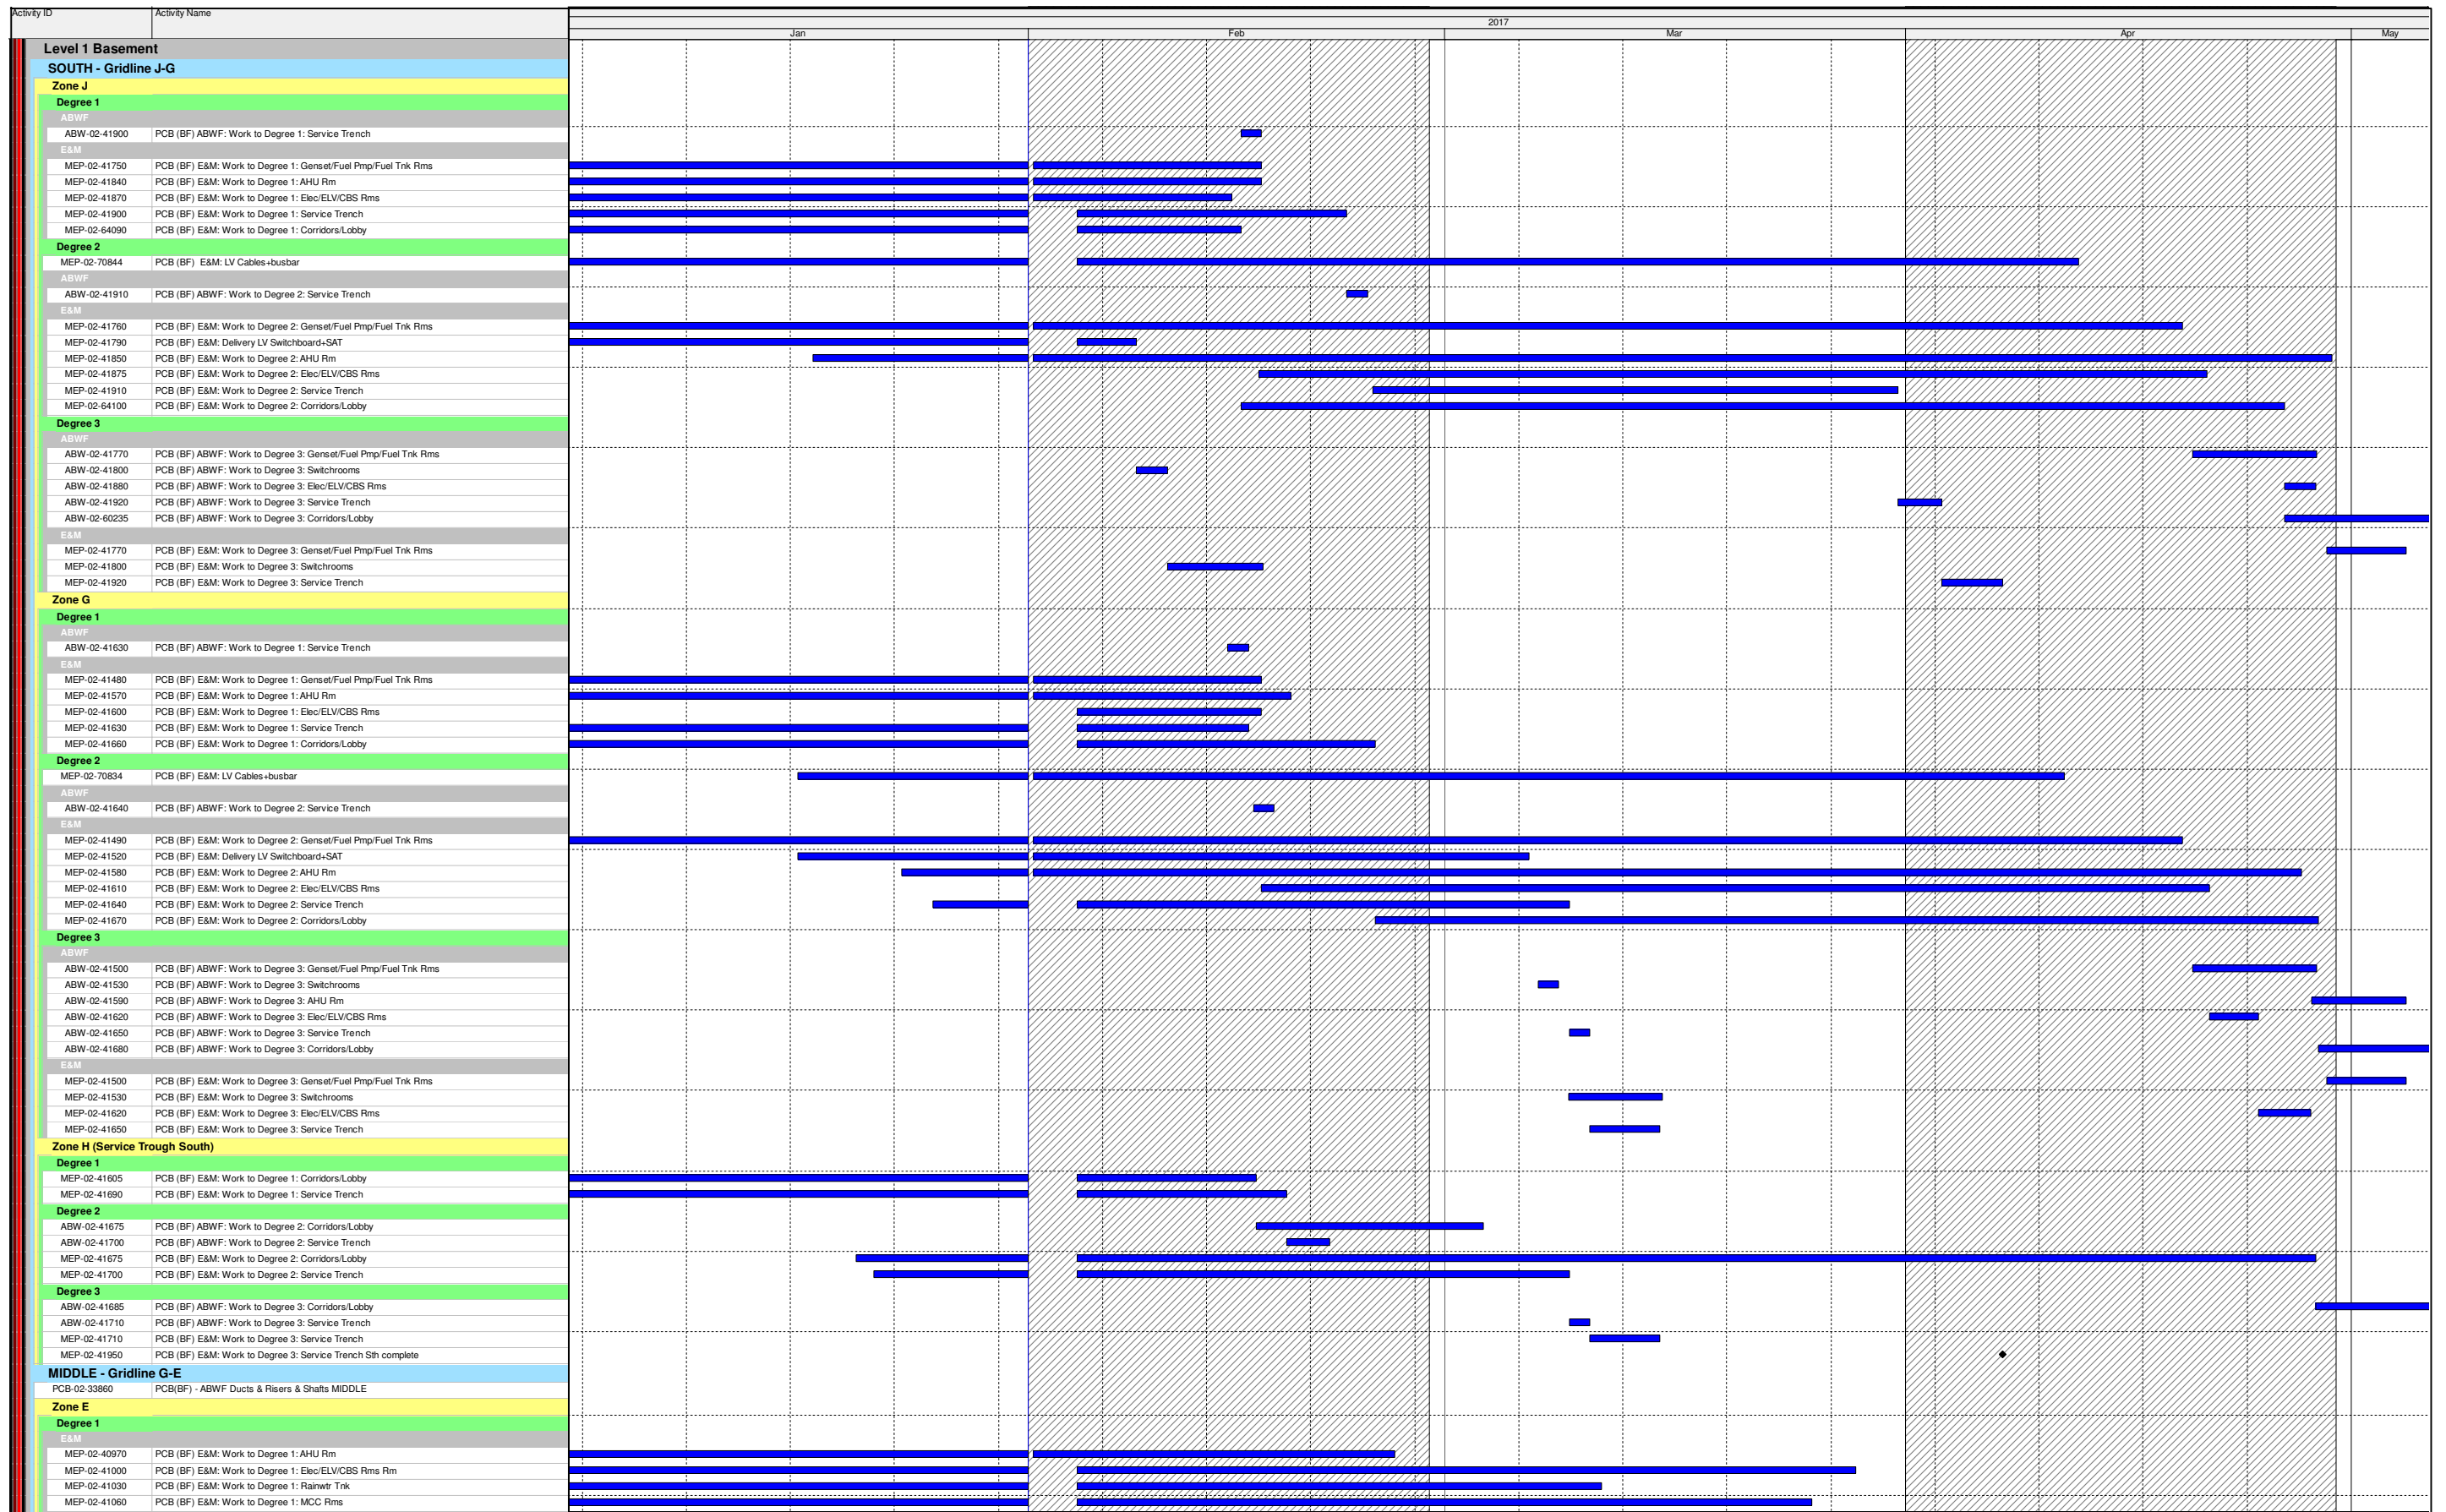 Activity ID Activity Name
2017
Jan Feb Mar Apr May
Level 1 Basement
SOUTH - Gridline J-G
Zone J
Degree 1
ABWF
ABW-02-41900 PCB (BF) ABWF: Work to Degree 1: Service Trench
E&M
MEP-02-41750 PCB (BF) E&M: Work to Degree 1: Genset/Fuel Pmp/Fuel Tnk Rms
MEP-02-41840 PCB (BF) E&M: Work to Degree 1: AHU Rm
MEP-02-41870 PCB (BF) E&M: Work to Degree 1: Elec/ELV/CBS Rms
MEP-02-41900 PCB (BF) E&M: Work to Degree 1: Service Trench
MEP-02-64090 PCB (BF) E&M: Work to Degree 1: Corridors/Lobby
Degree 2
MEP-02-70844 PCB (BF) E&M: LV Cables+busbar
ABWF
ABW-02-41910 PCB (BF) ABWF: Work to Degree 2: Service Trench
E&M
MEP-02-41760 PCB (BF) E&M: Work to Degree 2: Genset/Fuel Pmp/Fuel Tnk Rms
MEP-02-41790 PCB (BF) E&M: Delivery LV Switchboard+SAT
MEP-02-41850 PCB (BF) E&M: Work to Degree 2: AHU Rm
MEP-02-41875 PCB (BF) E&M: Work to Degree 2: Elec/ELV/CBS Rms
MEP-02-41910 PCB (BF) E&M: Work to Degree 2: Service Trench
MEP-02-64100 PCB (BF) E&M: Work to Degree 2: Corridors/Lobby
Degree 3
ABWF
ABW-02-41770 PCB (BF) ABWF: Work to Degree 3: Genset/Fuel Pmp/Fuel Tnk Rms
ABW-02-41800 PCB (BF) ABWF: Work to Degree 3: Switchrooms
ABW-02-41880 PCB (BF) ABWF: Work to Degree 3: Elec/ELV/CBS Rms
ABW-02-41920 PCB (BF) ABWF: Work to Degree 3: Service Trench
ABW-02-60235 PCB (BF) ABWF: Work to Degree 3: Corridors/Lobby
E&M
MEP-02-41770 PCB (BF) E&M: Work to Degree 3: Genset/Fuel Pmp/Fuel Tnk Rms
MEP-02-41800 PCB (BF) E&M: Work to Degree 3: Switchrooms
MEP-02-41920 PCB (BF) E&M: Work to Degree 3: Service Trench
Zone G
Degree 1
ABWF
ABW-02-41630 PCB (BF) ABWF: Work to Degree 1: Service Trench
E&M
MEP-02-41480 PCB (BF) E&M: Work to Degree 1: Genset/Fuel Pmp/Fuel Tnk Rms
MEP-02-41570 PCB (BF) E&M: Work to Degree 1: AHU Rm
MEP-02-41600 PCB (BF) E&M: Work to Degree 1: Elec/ELV/CBS Rms
MEP-02-41630 PCB (BF) E&M: Work to Degree 1: Service Trench
MEP-02-41660 PCB (BF) E&M: Work to Degree 1: Corridors/Lobby
Degree 2
MEP-02-70834 PCB (BF) E&M: LV Cables+busbar
ABWF
ABW-02-41640 PCB (BF) ABWF: Work to Degree 2: Service Trench
E&M
MEP-02-41490 PCB (BF) E&M: Work to Degree 2: Genset/Fuel Pmp/Fuel Tnk Rms
MEP-02-41520 PCB (BF) E&M: Delivery LV Switchboard+SAT
MEP-02-41580 PCB (BF) E&M: Work to Degree 2: AHU Rm
MEP-02-41610 PCB (BF) E&M: Work to Degree 2: Elec/ELV/CBS Rms
MEP-02-41640 PCB (BF) E&M: Work to Degree 2: Service Trench
MEP-02-41670 PCB (BF) E&M: Work to Degree 2: Corridors/Lobby
Degree 3
ABWF
ABW-02-41500 PCB (BF) ABWF: Work to Degree 3: Genset/Fuel Pmp/Fuel Tnk Rms
ABW-02-41530 PCB (BF) ABWF: Work to Degree 3: Switchrooms
ABW-02-41590 PCB (BF) ABWF: Work to Degree 3: AHU Rm
ABW-02-41620 PCB (BF) ABWF: Work to Degree 3: Elec/ELV/CBS Rms
ABW-02-41650 PCB (BF) ABWF: Work to Degree 3: Service Trench
ABW-02-41680 PCB (BF) ABWF: Work to Degree 3: Corridors/Lobby
E&M
MEP-02-41500 PCB (BF) E&M: Work to Degree 3: Genset/Fuel Pmp/Fuel Tnk Rms
MEP-02-41530 PCB (BF) E&M: Work to Degree 3: Switchrooms
MEP-02-41620 PCB (BF) E&M: Work to Degree 3: Elec/ELV/CBS Rms
MEP-02-41650 PCB (BF) E&M: Work to Degree 3: Service Trench
Zone H (Service Trough South)
Degree 1
MEP-02-41605 PCB (BF) E&M: Work to Degree 1: Corridors/Lobby
MEP-02-41690 PCB (BF) E&M: Work to Degree 1: Service Trench
Degree 2
ABW-02-41675 PCB (BF) ABWF: Work to Degree 2: Corridors/Lobby
ABW-02-41700 PCB (BF) ABWF: Work to Degree 2: Service Trench
MEP-02-41675 PCB (BF) E&M: Work to Degree 2: Corridors/Lobby
MEP-02-41700 PCB (BF) E&M: Work to Degree 2: Service Trench
Degree 3
ABW-02-41685 PCB (BF) ABWF: Work to Degree 3: Corridors/Lobby
ABW-02-41710 PCB (BF) ABWF: Work to Degree 3: Service Trench
MEP-02-41710 PCB (BF) E&M: Work to Degree 3: Service Trench
MEP-02-41950 PCB (BF) E&M: Work to Degree 3: Service Trench Sth complete
MIDDLE - Gridline G-E
PCB-02-33860 PCB(BF) - ABWF Ducts & Risers & Shafts MIDDLE
Zone E
Degree 1
E&M
MEP-02-40970 PCB (BF) E&M: Work to Degree 1: AHU Rm
MEP-02-41000 PCB (BF) E&M: Work to Degree 1: Elec/ELV/CBS Rms Rm
MEP-02-41030 PCB (BF) E&M: Work to Degree 1: Rainwtr Tnk
MEP-02-41060 PCB (BF) E&M: Work to Degree 1: MCC Rms